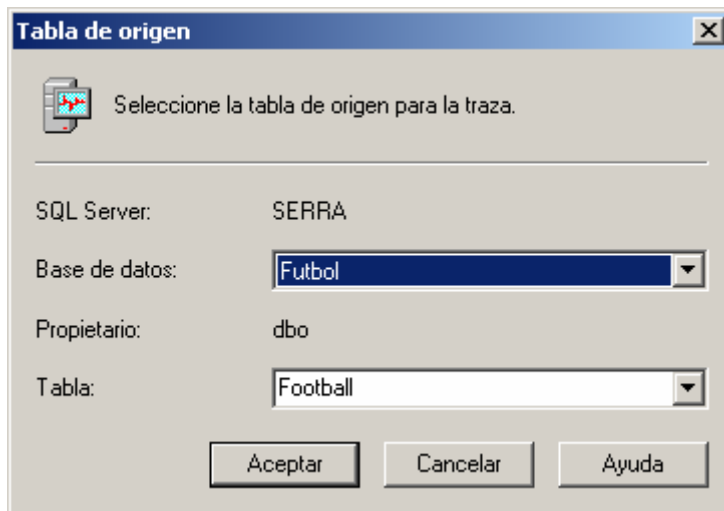 Tabla de origen
Seleccione la tabla de origen para la traza.
SQL Server: SERRA
Base de datos: Futbol
Propietario: dbo
Tabla: Football
Aceptar Cancelar Ayuda